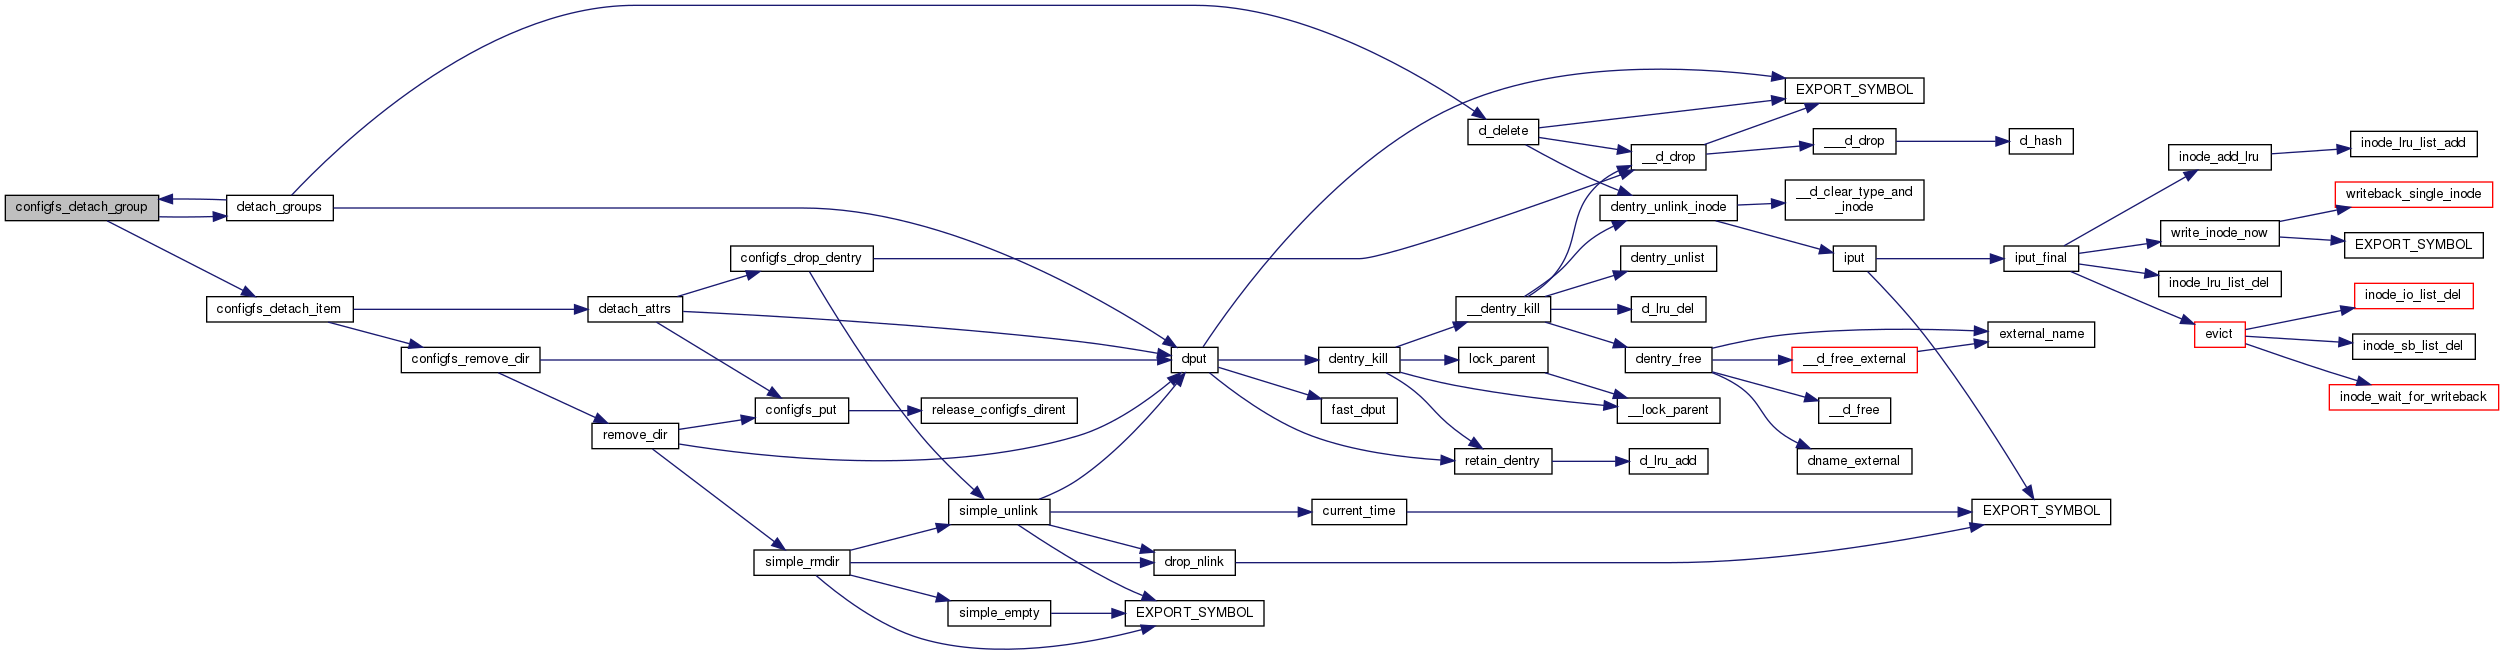 configfs_detach_group
detach_groups
configfs_detach_item
configfs_remove_dir
detach_attrs
remove_dir
configfs_drop_dentry
configfs_put
simple_rmdir
release_configfs_dirent
simple_unlink
simple_empty
dput
drop_nlink
EXPORT_SYMBOL
dentry_kill
fast_dput
current_time
d_delete
__dentry_kill
lock_parent
retain_dentry
__d_drop
dentry_unlink_inode
dentry_unlist
d_lru_del
dentry_free
__lock_parent
d_lru_add
EXPORT_SYMBOL
___d_drop
__d_clear_type_and
_inode
iput
__d_free_external
__d_free
dname_external
d_hash
iput_final
external_name
EXPORT_SYMBOL
inode_add_lru
write_inode_now
inode_lru_list_del
evict
inode_lru_list_add
writeback_single_inode
EXPORT_SYMBOL
inode_io_list_del
inode_sb_list_del
inode_wait_for_writeback